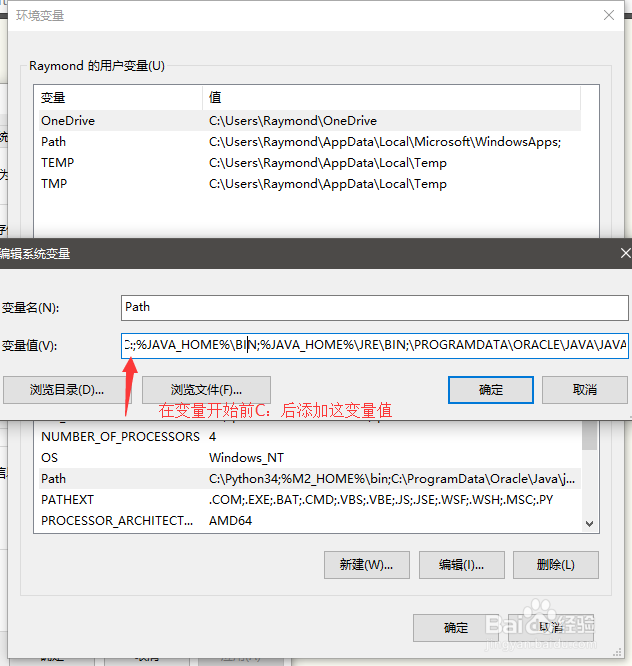 环境变量
Raymond 的用户变量(U)
变量 值
OneDrive C:\Users\Raymond\OneDrive
Path C:\Users\Raymond\AppData\Local\Microsoft\WindowsApps;
TEMP C:\Users\Raymond\AppData\Local\Temp
TMP C:\Users\Raymond\AppData\Local\Temp
编辑系统变量
变量名(N): Path
变量值(V): C:;%JAVA_HOME%\BIN;%JAVA_HOME%\JRE\BIN;\PROGRAMDATA\ORACLE\JAVA\JAVA
浏览目录(D)... 浏览文件(F)... 确定 取消
在变量开始前C：后添加这变量值
NUMBER_OF_PROCESSORS 4
OS Windows_NT
Path C:\Python34;%M2_HOME%\bin;C:\ProgramData\Oracle\Java\j...
PATHEXT .COM;.EXE;.BAT;.CMD;.VBS;.VBE;.JS;.JSE;.WSF;.WSH;.MSC;.PY
PROCESSOR_ARCHITECT... AMD64
新建(W)... 编辑(I)... 删除(L)
确定 取消
Baidu 经验
jingyan.baidu.com